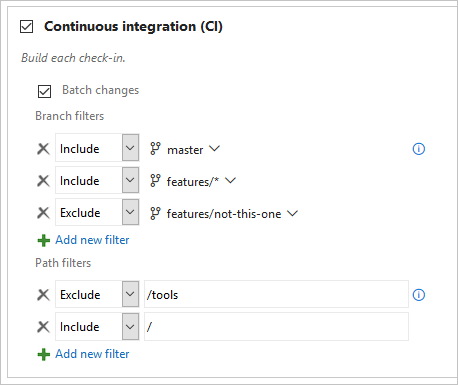 Continuous integration (CI)
Build each check-in.
Batch changes
Branch filters
Include master
Include features/*
Exclude features/not-this-one
Add new filter
Path filters
Exclude /tools
Include /
Add new filter